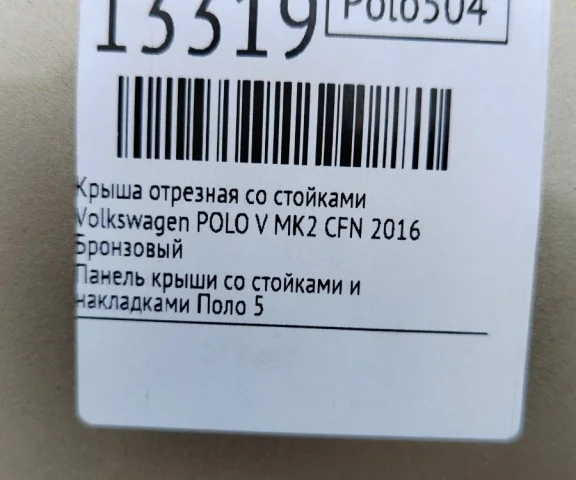 13319
Polo504
Крыша отрезная со стойками
Volkswagen POLO V MK2 CFN 2016
Бронзовый
Панель крыши со стойками и
накладками Поло 5